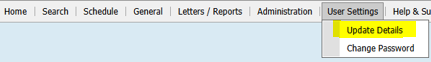 Home Search Schedule General Letters / Reports Administration User Settings Help & Su
Update Details
Change Password